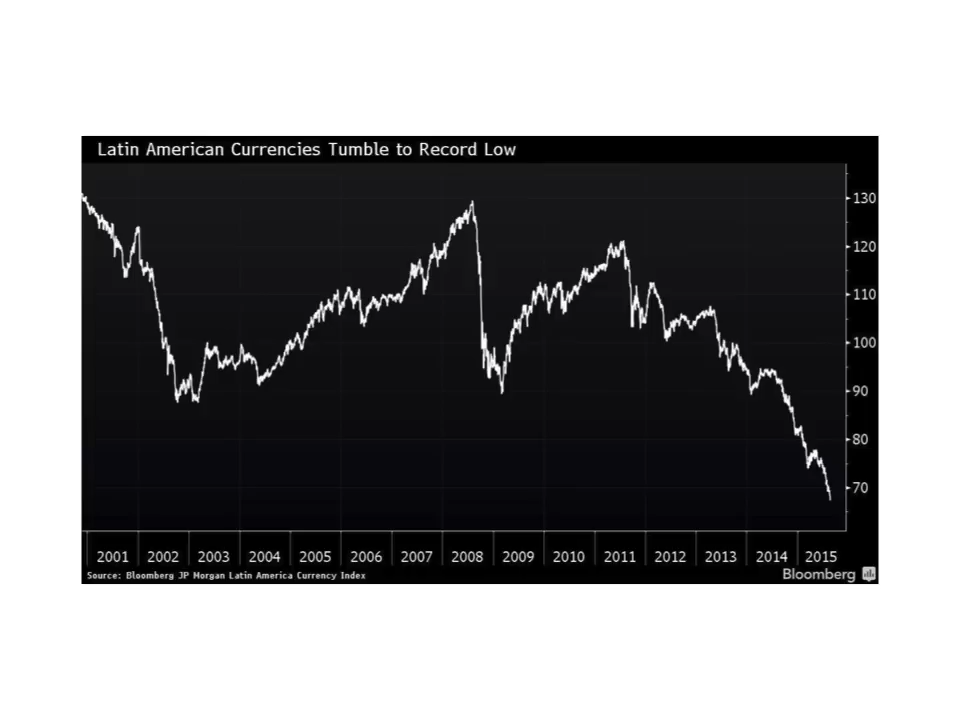 Latin American Currencies Tumble to Record Low
130
120
110
100
90
80
70
2001 2002 2003 2004 2005 2006 2007 2008 2009 2010 2011 2012 2013 2014 2015
Source: Bloomberg JP Morgan Latin America Currency Index
Bloomberg